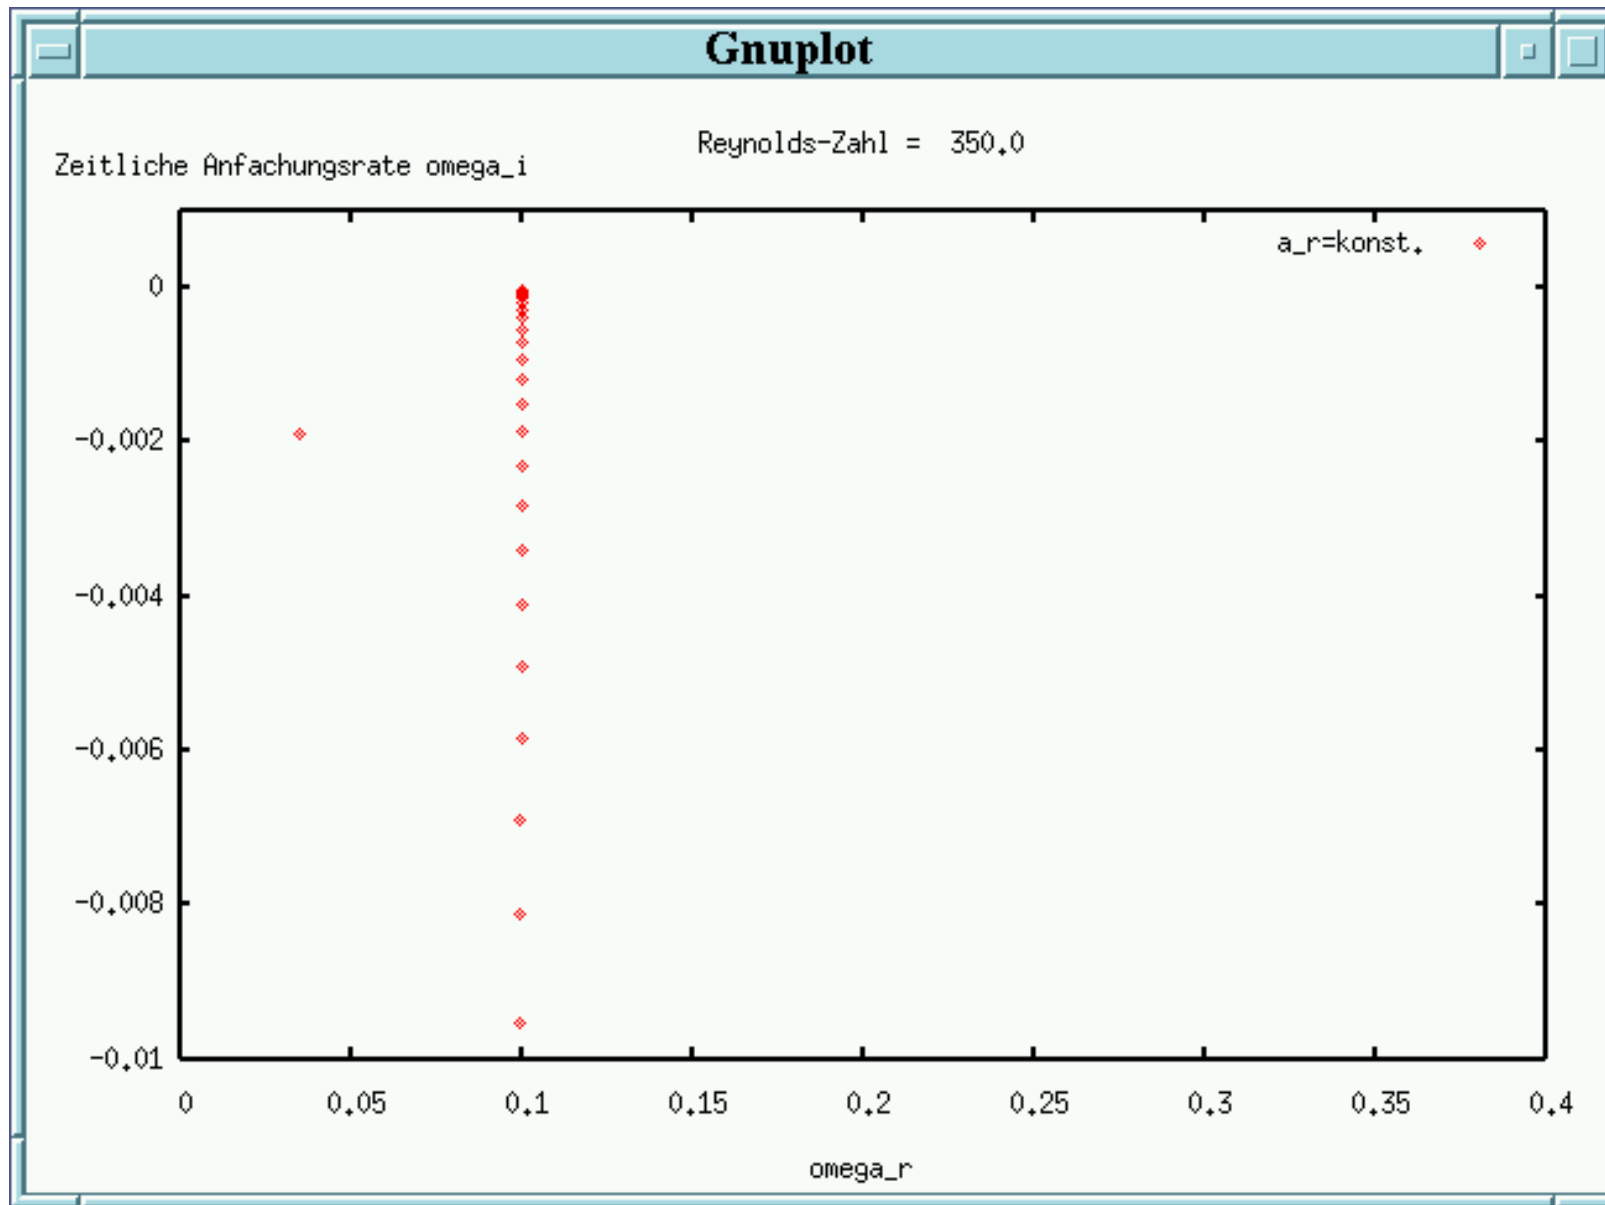 Gnuplot
Reynolds-Zahl =  350.0
Zeitliche Anfachungsrate omega_i
a_r=konst.
0
-0.002
-0.004
-0.006
-0.008
-0.01
0 0.05 0.1 0.15 0.2 0.25 0.3 0.35 0.4
omega_r